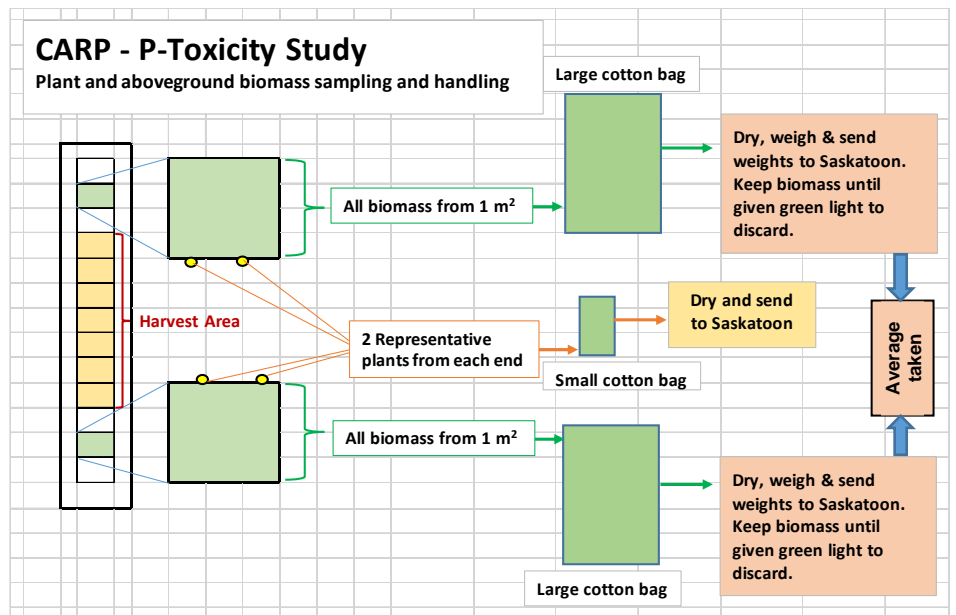 CARP - P-Toxicity Study
Plant and aboveground biomass sampling and handling
Large cotton bag
Dry, weigh & send
weights to Saskatoon.
Keep biomass until
given green light to
discard.
All biomass from 1 m²
Harvest Area
2 Representative
plants from each end
Dry and send
to Saskatoon
Small cotton bag
Average
taken
All biomass from 1 m²
Dry, weigh & send
weights to Saskatoon.
Keep biomass until
given green light to
discard.
Large cotton bag